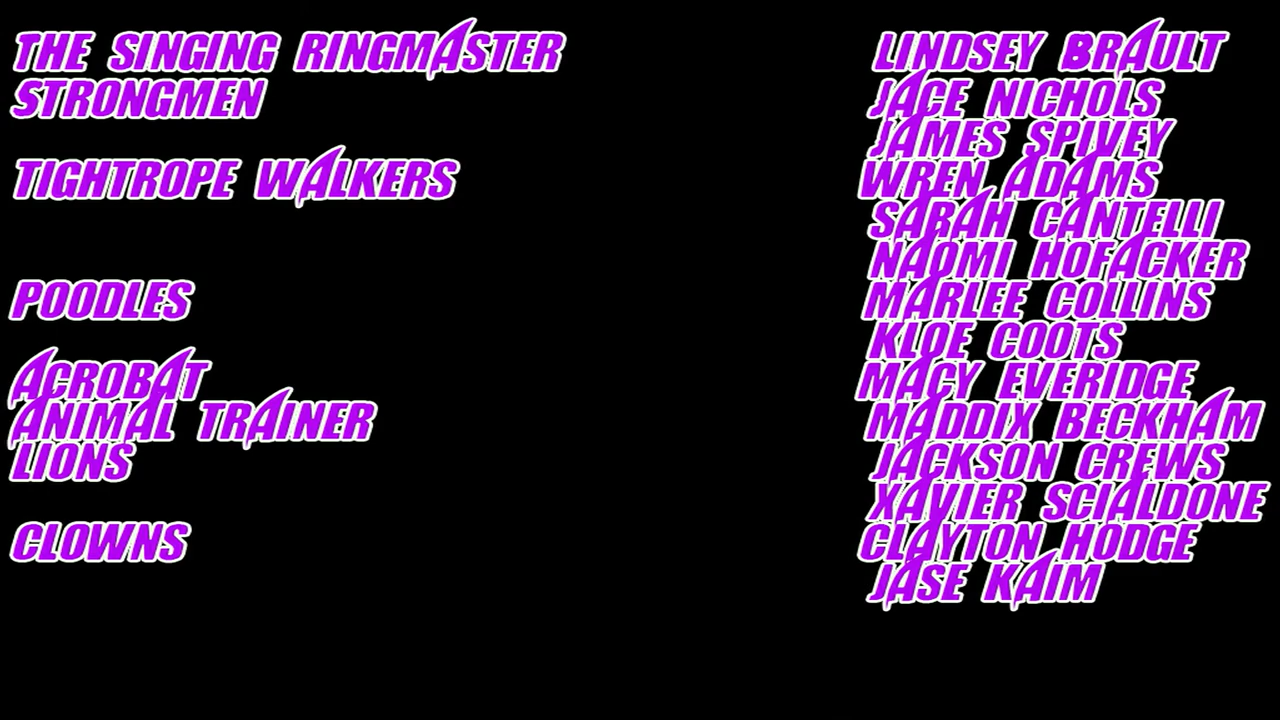 THE SINGING RINGMASTER LINDSEY BRAULT
STRONGMEN JACE NICHOLS
JAMES SPIVEY
TIGHTROPE WALKERS WREN ADAMS
SARAH CANTELLI
NAOMI HOFACKER
POODLES MARLEE COLLINS
KLOE COOTS
ACROBAT MACY EVERIDGE
ANIMAL TRAINER MADDIX BECKHAM
LIONS JACKSON CREWS
XAVIER SCIALDONE
CLOWNS CLAYTON HODGE
JASE KAIM